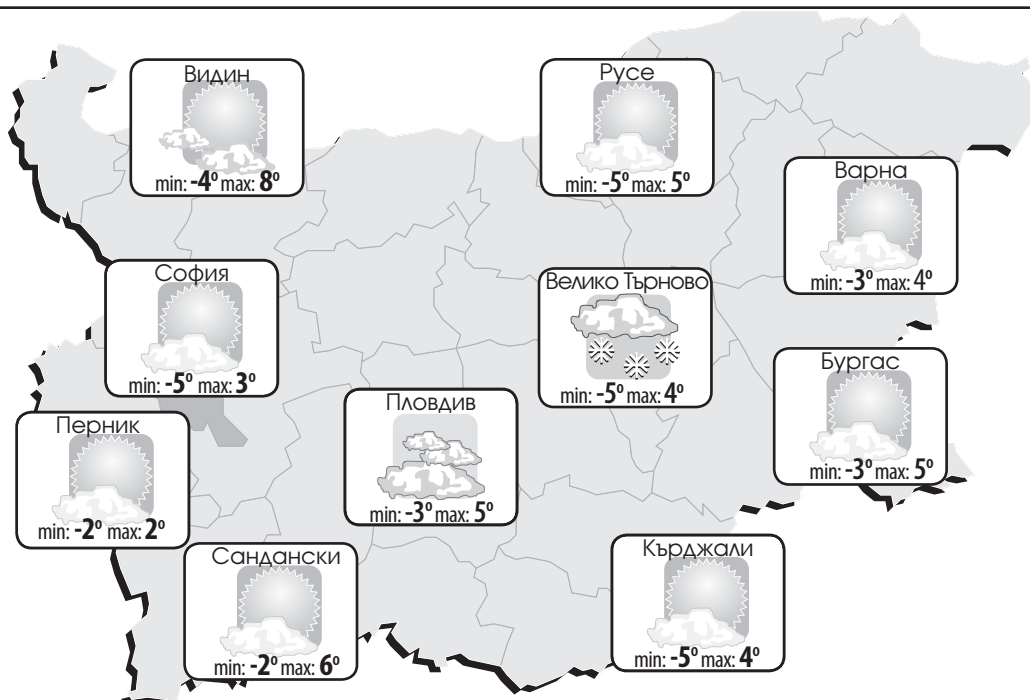 Видин
min: -4° max: 8°
Русе
min: -5° max: 5°
Варна
min: -3° max: 4°
София
min: -5° max: 3°
Велико Търново
min: -5° max: 4°
Бургас
min: -3° max: 5°
Пловдив
min: -3° max: 5°
Перник
min: -2° max: 2°
Сандански
min: -2° max: 6°
Кърджали
min: -5° max: 4°